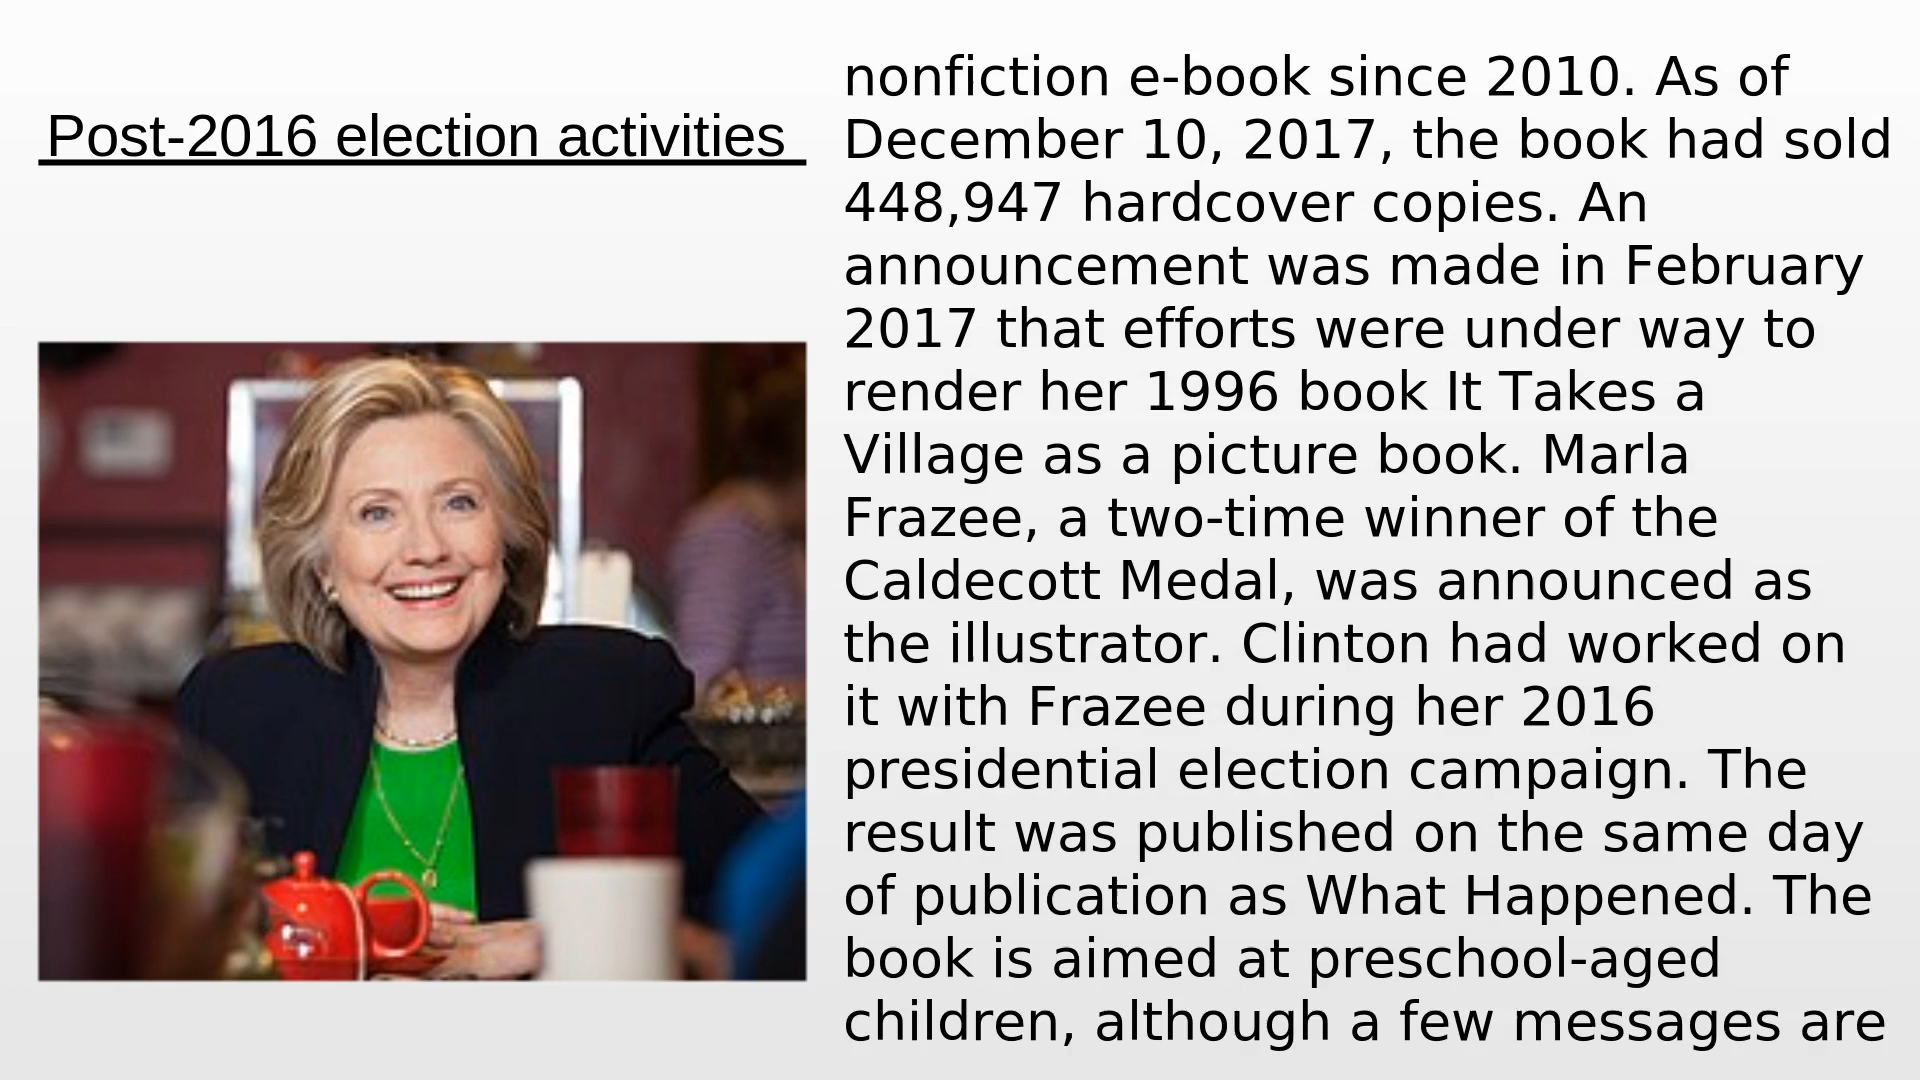 Post-2016 election activities
nonfiction e-book since 2010. As of
December 10, 2017, the book had sold
448,947 hardcover copies. An
announcement was made in February
2017 that efforts were under way to
render her 1996 book It Takes a
Village as a picture book. Marla
Frazee, a two-time winner of the
Caldecott Medal, was announced as
the illustrator. Clinton had worked on
it with Frazee during her 2016
presidential election campaign. The
result was published on the same day
of publication as What Happened. The
book is aimed at preschool-aged
children, although a few messages are